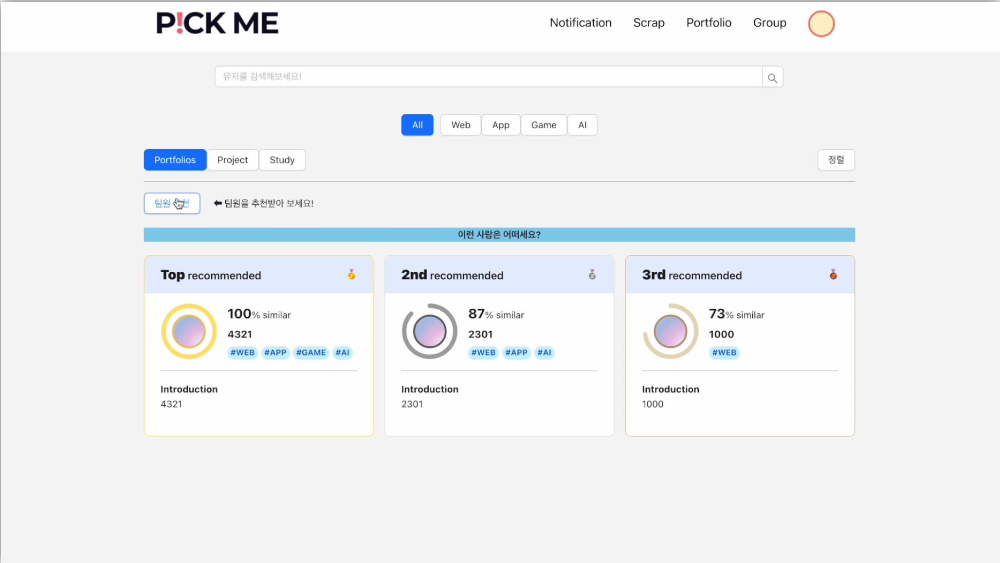 P!CK ME
Notification Scrap Portfolio Group
유저를 검색해보세요!
All Web App Game AI
Portfolios Project Study 정렬
팀원 천 ⬅ 팀원을 추천받아 보세요!
이런 사람은 어떠세요?
Top recommended
100% similar
4321
#WEB #APP #GAME #AI
Introduction
4321
2nd recommended
87% similar
2301
#WEB #APP #AI
Introduction
2301
3rd recommended
73% similar
1000
#WEB
Introduction
1000